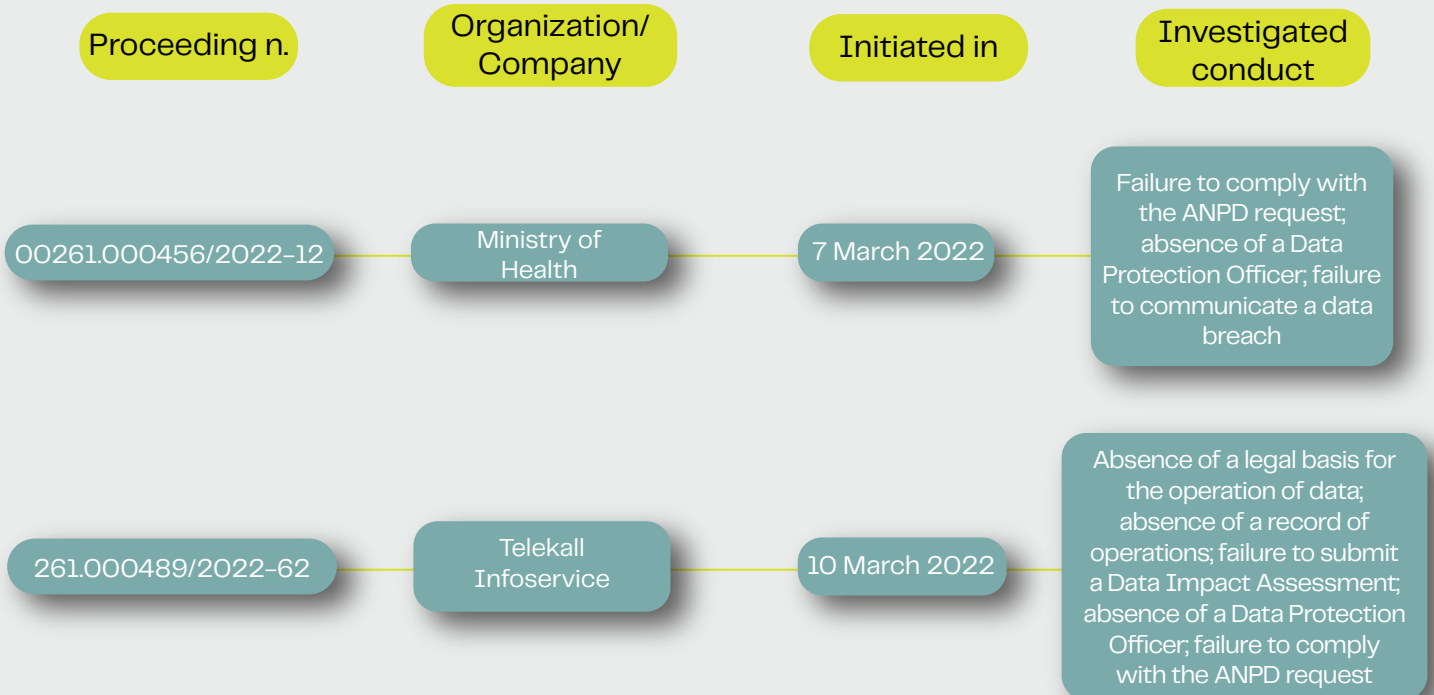 Proceeding n.
Organization/
Company
Initiated in
Investigated
conduct
00261.000456/2022-12
Ministry of
Health
7 March 2022
Failure to comply with
the ANPD request;
absence of a Data
Protection Officer; failure
to communicate a data
breach
261.000489/2022-62
Telekall
Infoservice
10 March 2022
Absence of a legal basis for
the operation of data;
absence of a record of
operations; failure to submit
a Data Impact Assessment;
absence of a Data Protection
Officer; failure to comply
with the ANPD request